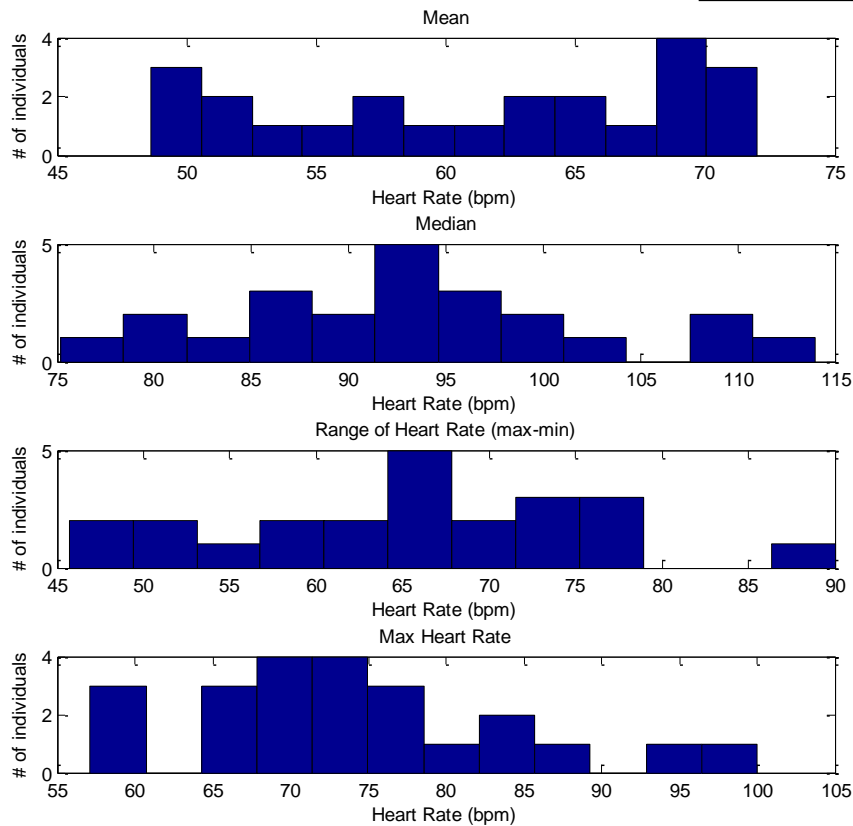 Mean
# of individuals
4
2
0
45 50 55 60 65 70 75
Heart Rate (bpm)
Median
# of individuals
5
0
75 80 85 90 95 100 105 110 115
Heart Rate (bpm)
Range of Heart Rate (max-min)
# of individuals
5
0
45 50 55 60 65 70 75 80 85 90
Heart Rate (bpm)
Max Heart Rate
# of individuals
4
2
0
55 60 65 70 75 80 85 90 95 100 105
Heart Rate (bpm)